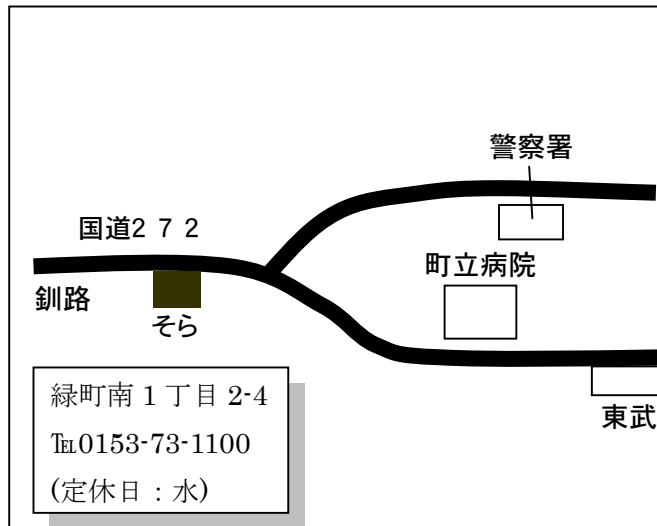 警察署
国道２７２
町立病院
釧路
そら
東武
緑町南 1 丁目 2-4
℡0153-73-1100
(定休日：水)